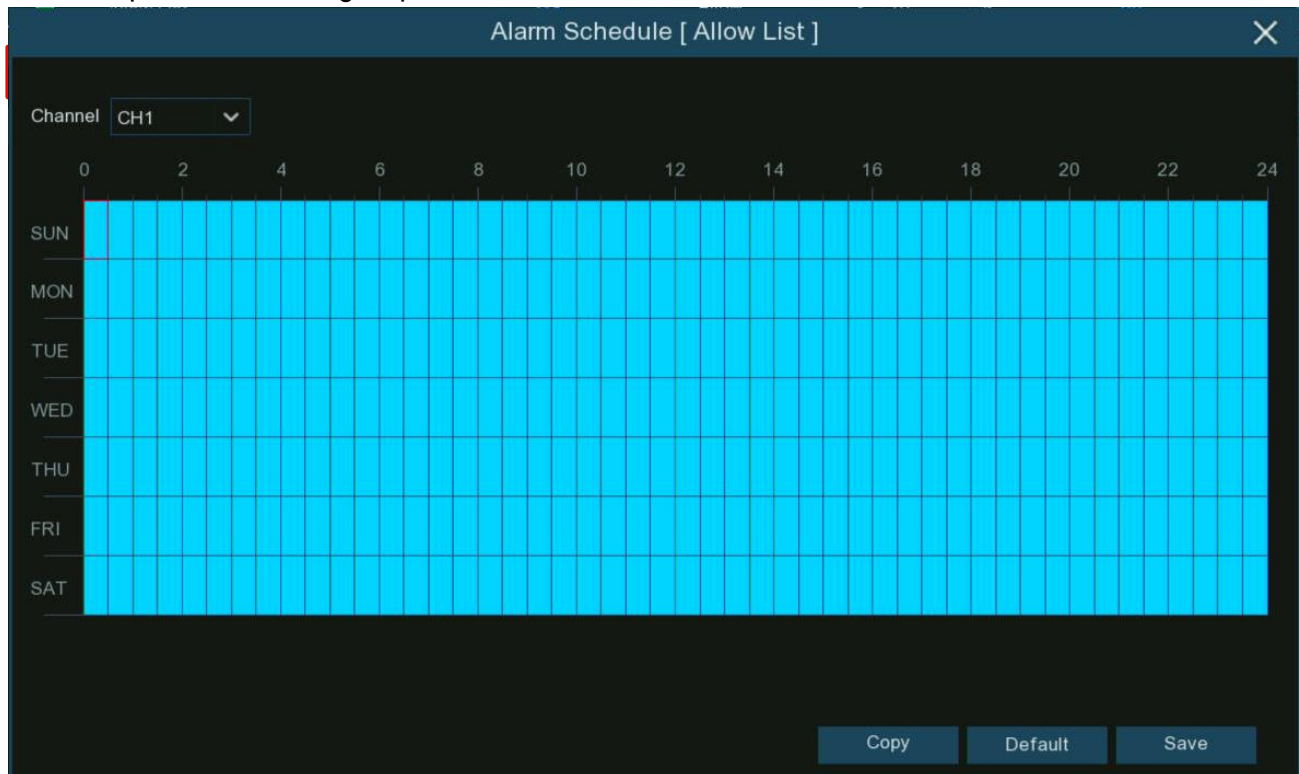 Alarm Schedule [ Allow List ]
Channel CH1
0 2 4 6 8 10 12 14 16 18 20 22 24
SUN
MON
TUE
WED
THU
FRI
SAT
Copy Default Save